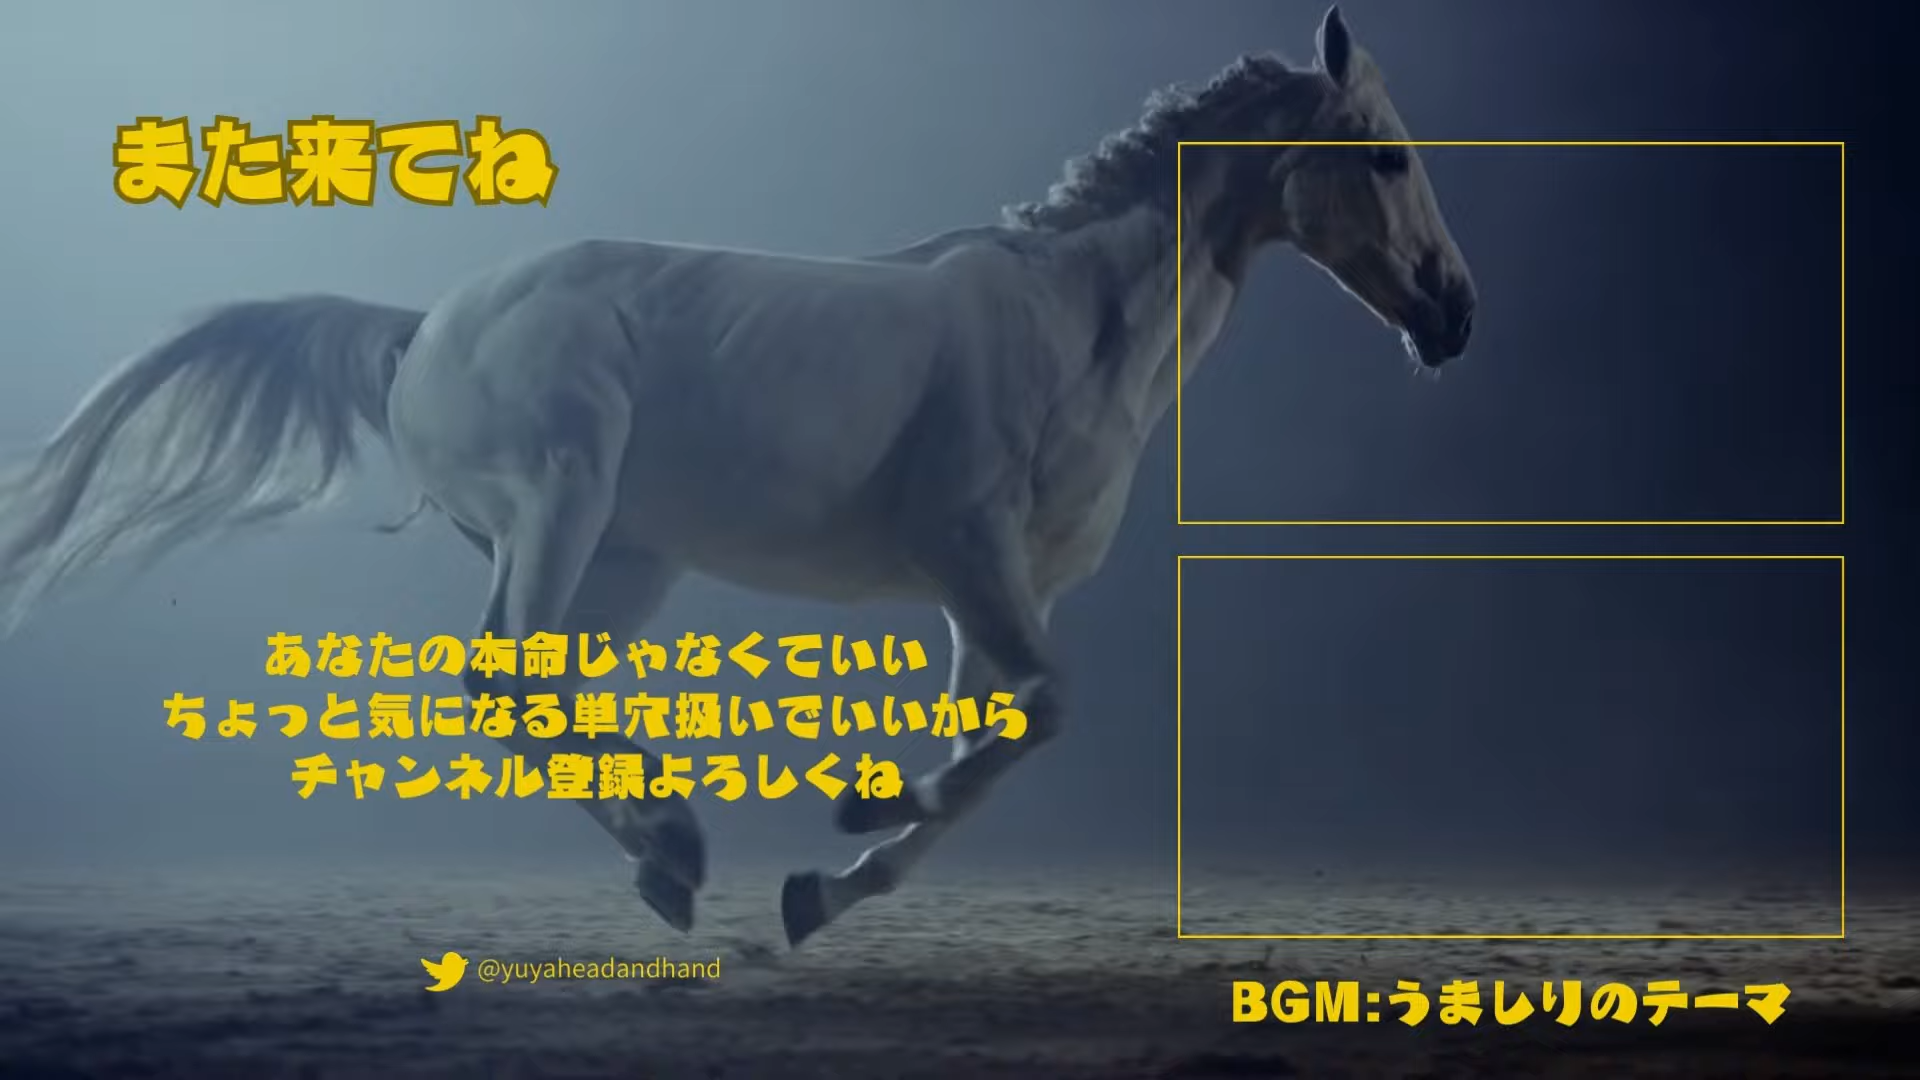 また来てね
あなたの本命じゃなくていい
ちょっと気になる単穴扱いでいいから
チャンネル登録よろしくね
@yuyaheadandhand
BGM:うましりのテーマ